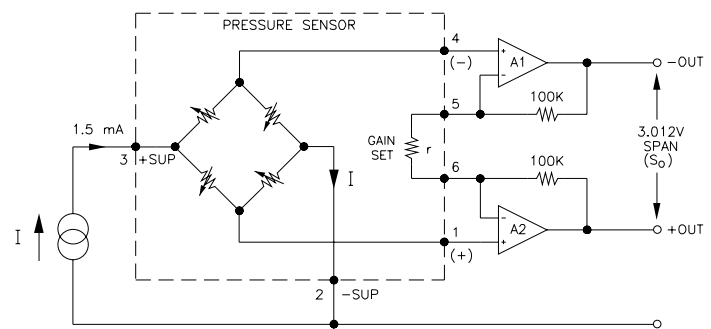 PRESSURE SENSOR
4
(-)
A1
-OUT
5
100K
1.5 mA
3
+SUP
GAIN
SET
r
3.012V
SPAN
(So)
I
6
100K
I
1
(+)
A2
+OUT
2
-SUP